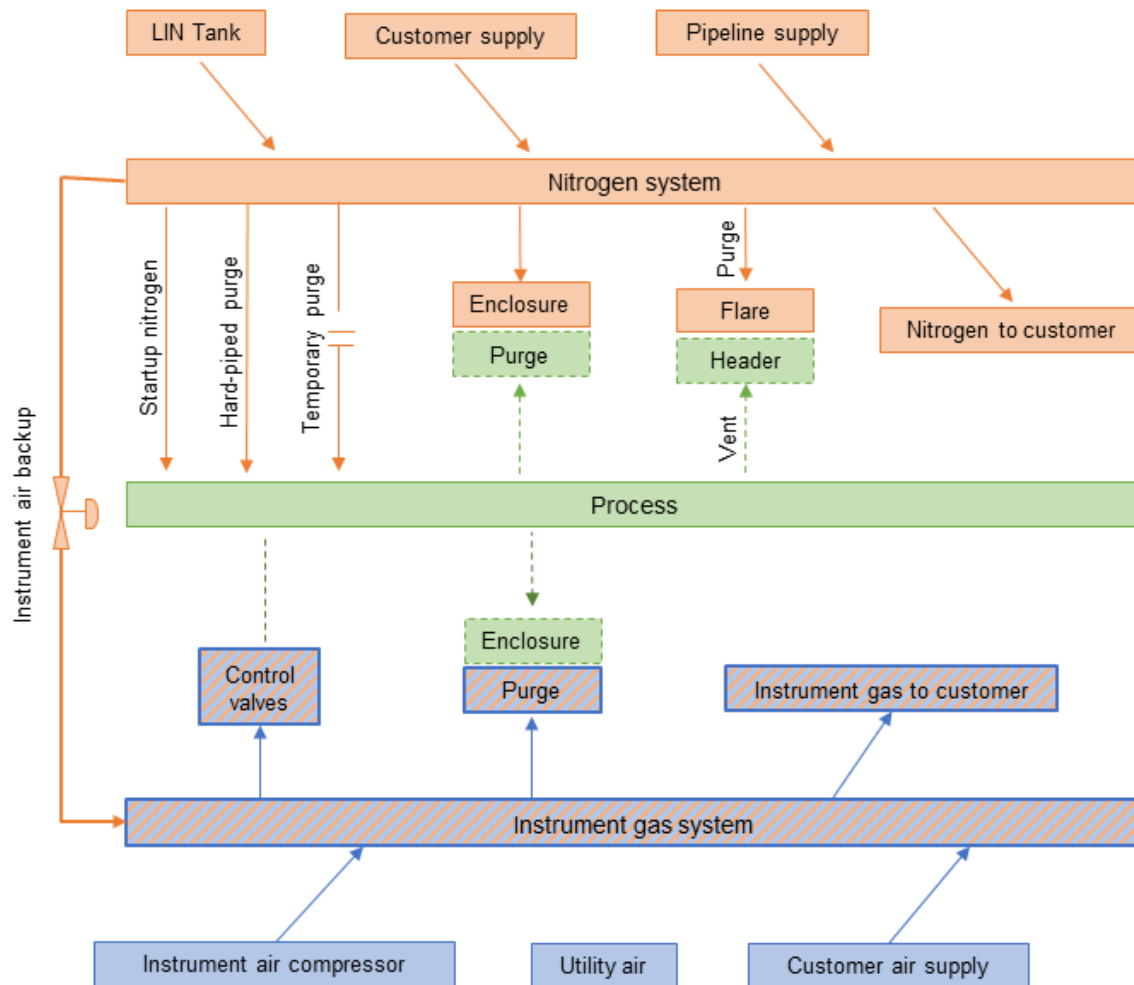 LIN Tank
Customer supply
Pipeline supply
Nitrogen system
Startup nitrogen
Hard-piped purge
Temporary purge
Purge
Enclosure
Purge
Flare
Header
Nitrogen to customer
Vent
Instrument air backup
Process
Control
valves
Enclosure
Purge
Instrument gas to customer
Instrument gas system
Instrument air compressor
Utility air
Customer air supply